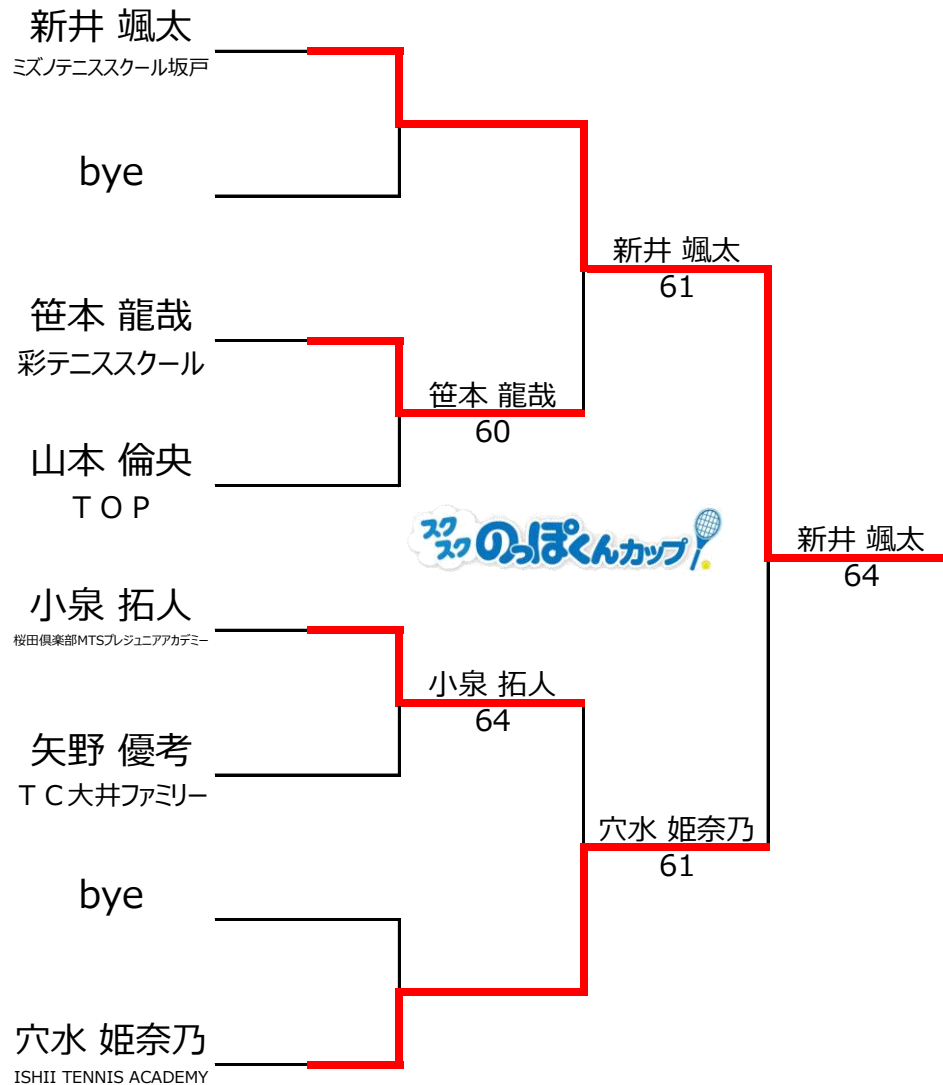 新井 颯太
ミズノテニススクール坂戸
bye
新井 颯太
61
笹本 龍哉
彩テニススクール
笹本 龍哉
60
山本 倫央
ＴＯＰ
スク
スク のっぽくんカップ
新井 颯太
64
小泉 拓人
桜田倶楽部MTSプレジュニアアカデミー
小泉 拓人
64
矢野 優考
ＴＣ大井ファミリー
穴水 姫奈乃
61
bye
穴水 姫奈乃
ISHII TENNIS ACADEMY